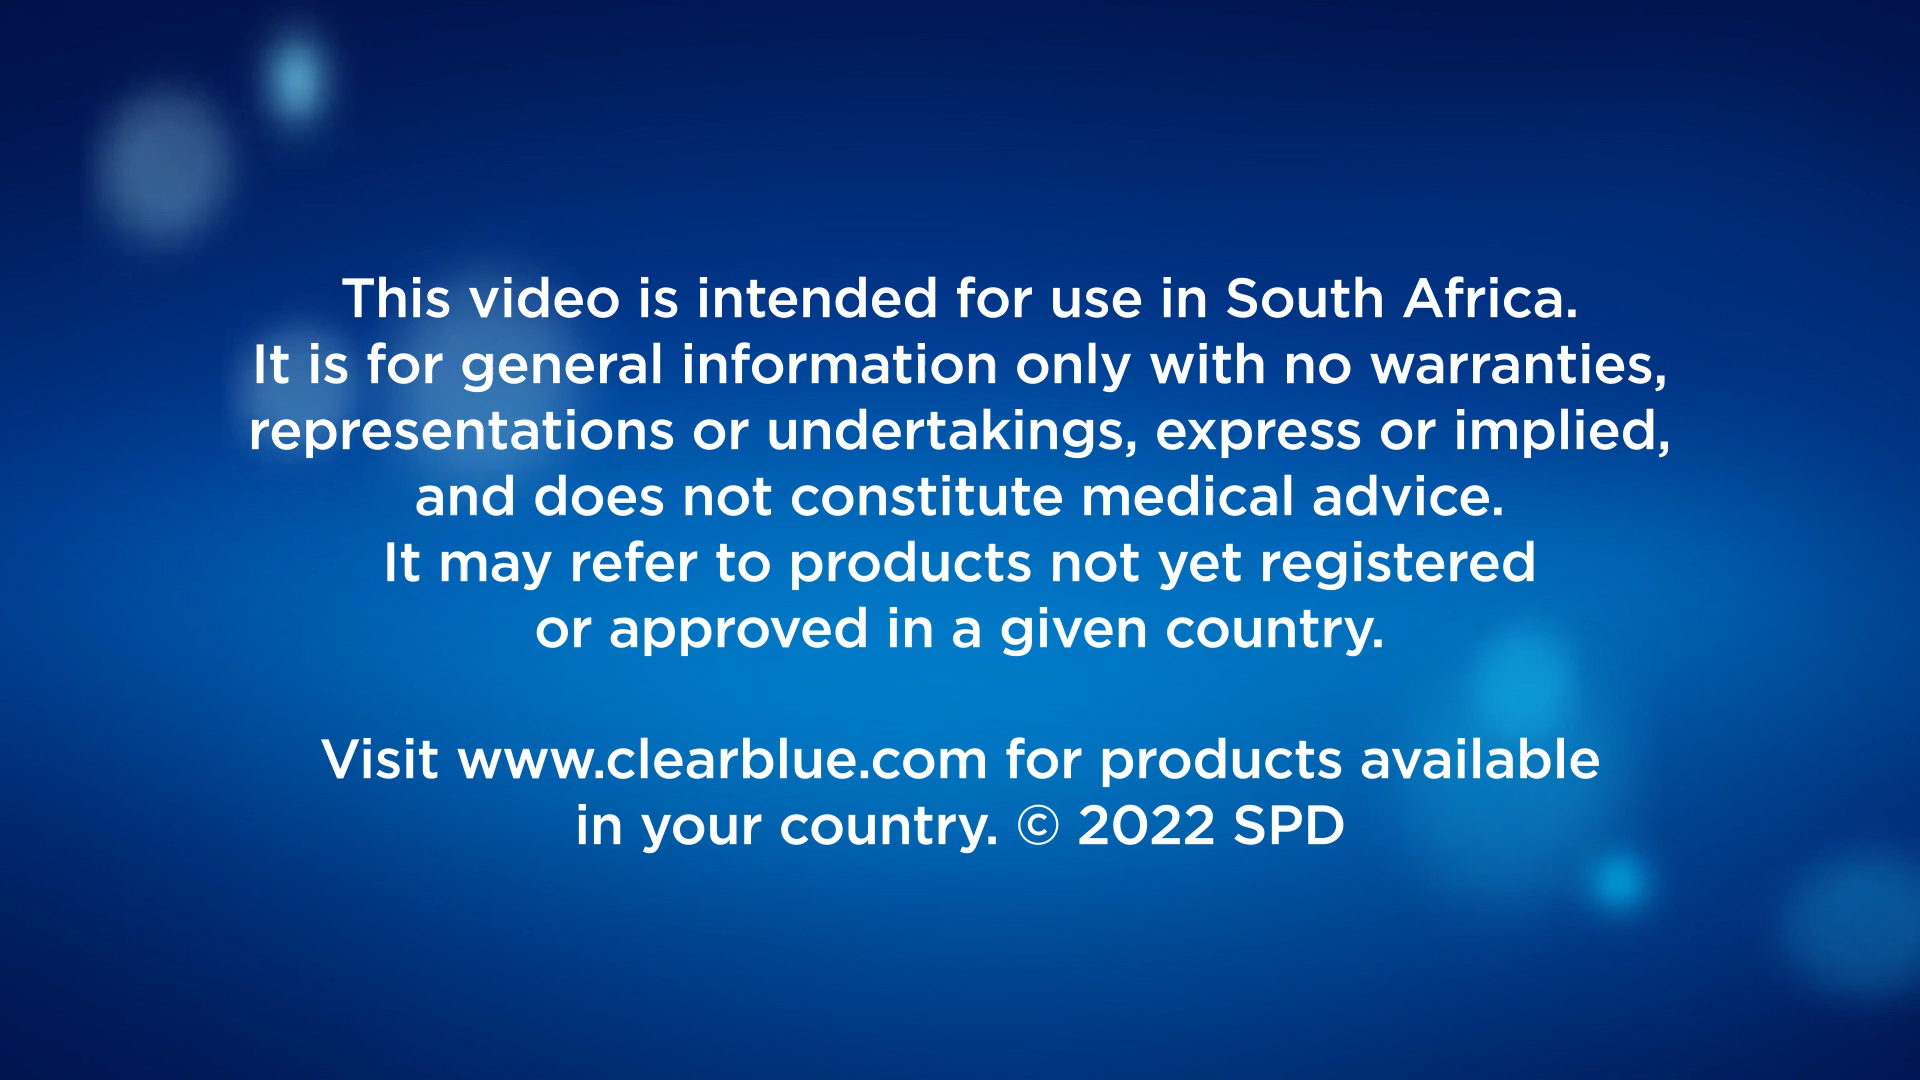 This video is intended for use in South Africa.
It is for general information only with no warranties,
representations or undertakings, express or implied,
and does not constitute medical advice.
It may refer to products not yet registered
or approved in a given country.
Visit www.clearblue.com for products available
in your country. © 2022 SPD